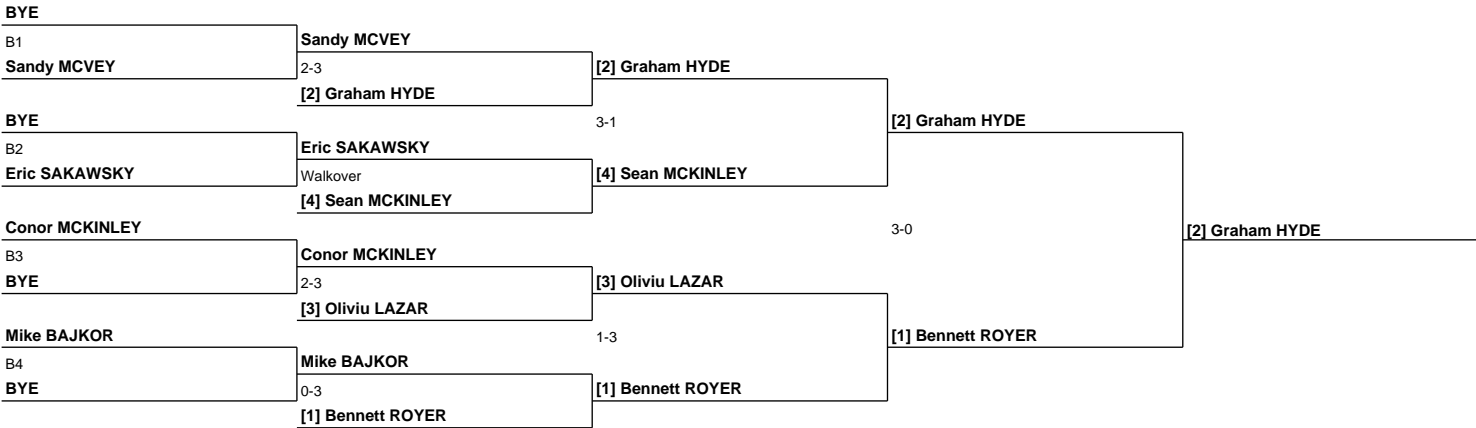 BYE
B1
Sandy MCVEY
Sandy MCVEY
2-3
[2] Graham HYDE
[2] Graham HYDE
BYE
B2
Eric SAKAWSKY
Eric SAKAWSKY
Walkover
[4] Sean MCKINLEY
3-1
[4] Sean MCKINLEY
[2] Graham HYDE
Conor MCKINLEY
B3
BYE
Conor MCKINLEY
2-3
[3] Oliviu LAZAR
[3] Oliviu LAZAR
Mike BAJKOR
B4
BYE
Mike BAJKOR
0-3
[1] Bennett ROYER
1-3
[1] Bennett ROYER
[1] Bennett ROYER
3-0
[2] Graham HYDE